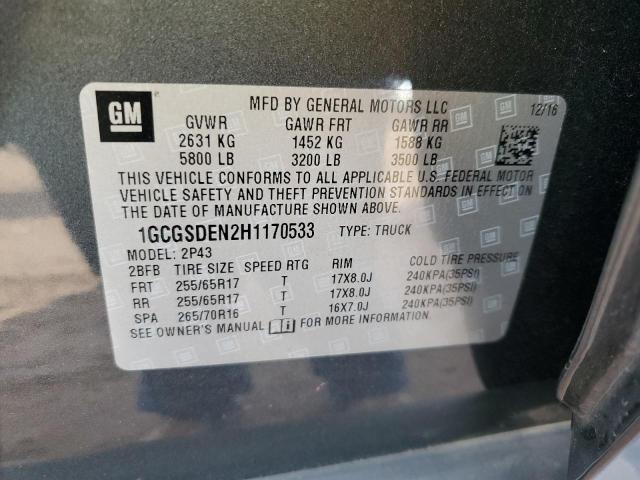 GM
MFD BY GENERAL MOTORS LLC 12/16
GVWR GAWR FRT GAWR RR
2631 KG 1452 KG 1588 KG
5800 LB 3200 LB 3500 LB
THIS VEHICLE CONFORMS TO ALL APPLICABLE U.S. FEDERAL MOTOR
VEHICLE SAFETY AND THEFT PREVENTION STANDARDS IN EFFECT ON
THE DATE OF MANUFACTURE SHOWN ABOVE.
1GCGSDEN2H1170533 TYPE: TRUCK
MODEL: 2P43
2BFB TIRE SIZE SPEED RTG RIM COLD TIRE PRESSURE
FRT 255/65R17 T 17X8.0J 240KPA(35PSI)
RR 255/65R17 T 17X8.0J 240KPA(35PSI)
SPA 265/70R16 T 16X7.0J 240KPA(35PSI)
SEE OWNER'S MANUAL i FOR MORE INFORMATION.